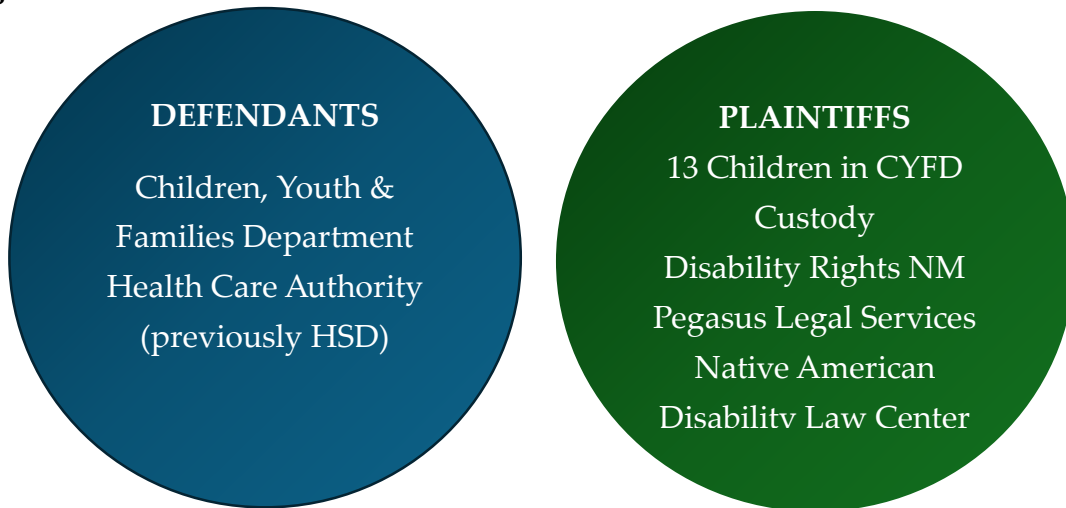 DEFENDANTS
Children, Youth &
Families Department
Health Care Authority
(previously HSD)
PLAINTIFFS
13 Children in CYFD
Custody
Disability Rights NM
Pegasus Legal Services
Native American
Disability Law Center